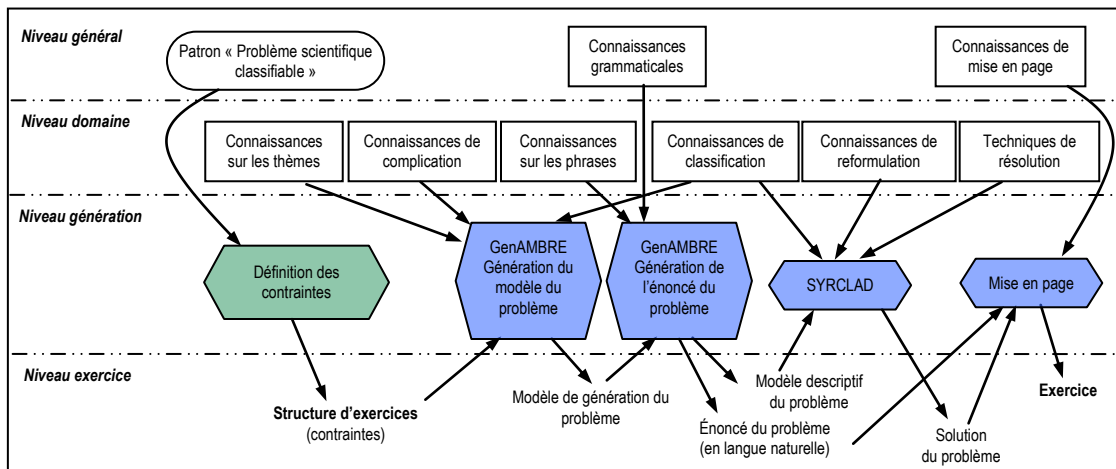 Niveau général
Patron « Problème scientifique
classifiable »
Connaissances
grammaticales
Connaissances de
mise en page
Niveau domaine
Connaissances
sur les thèmes
Connaissances de
complication
Connaissances
sur les phrases
Connaissances de
classification
Connaissances de
reformulation
Techniques de
résolution
Niveau génération
Définition des
contraintes
GenAMBRE
Génération du
modèle du
problème
GenAMBRE
Génération de
l’énoncé du
problème
SYRCLAD
Mise en page
Niveau exercice
Structure d’exercices
(contraintes)
Modèle de génération du
problème
Modèle descriptif
du problème
Énoncé du problème
(en langue naturelle)
Solution
du problème
Exercice